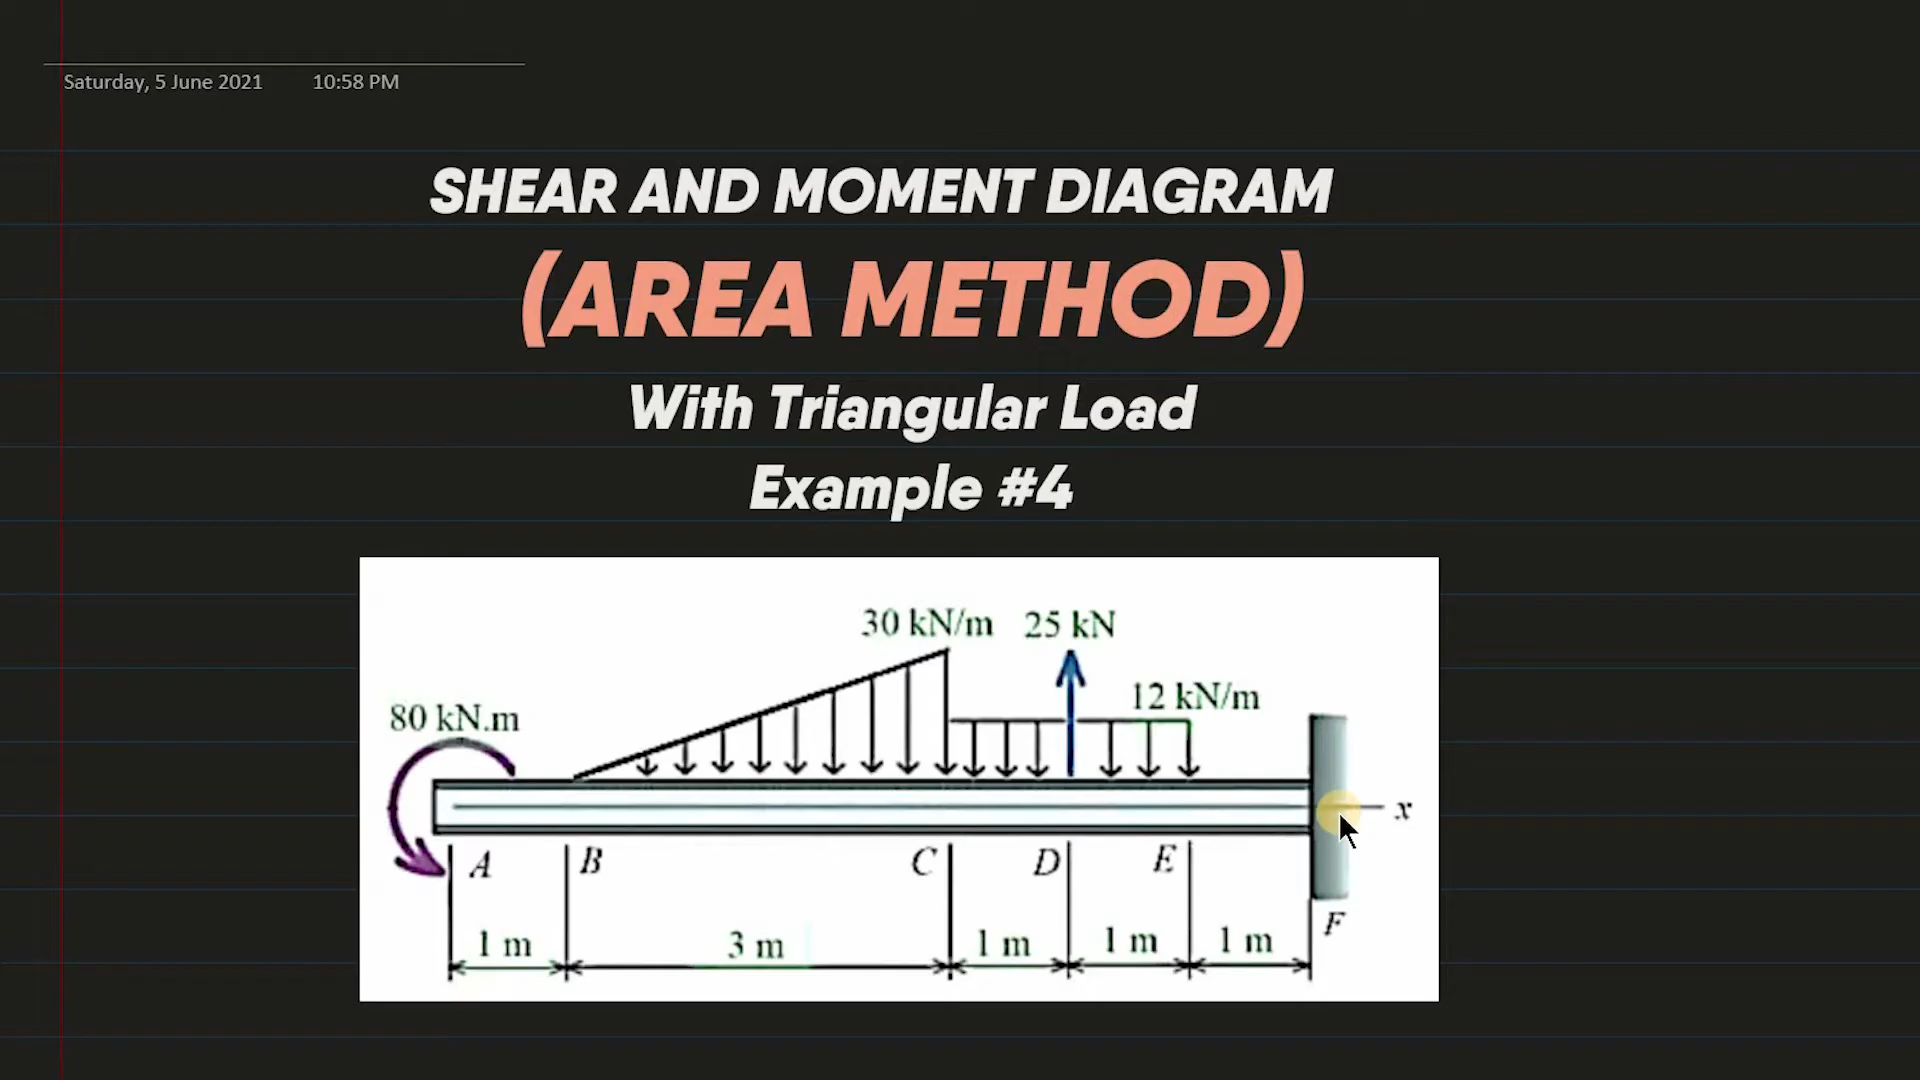 Saturday, 5 June 2021 10:58 PM
SHEAR AND MOMENT DIAGRAM
(AREA METHOD)
With Triangular Load
Example #4
30 kN/m 25 kN
12 kN/m
80 kN.m
x
A B C D E
F
1 m 3 m 1 m 1 m 1 m